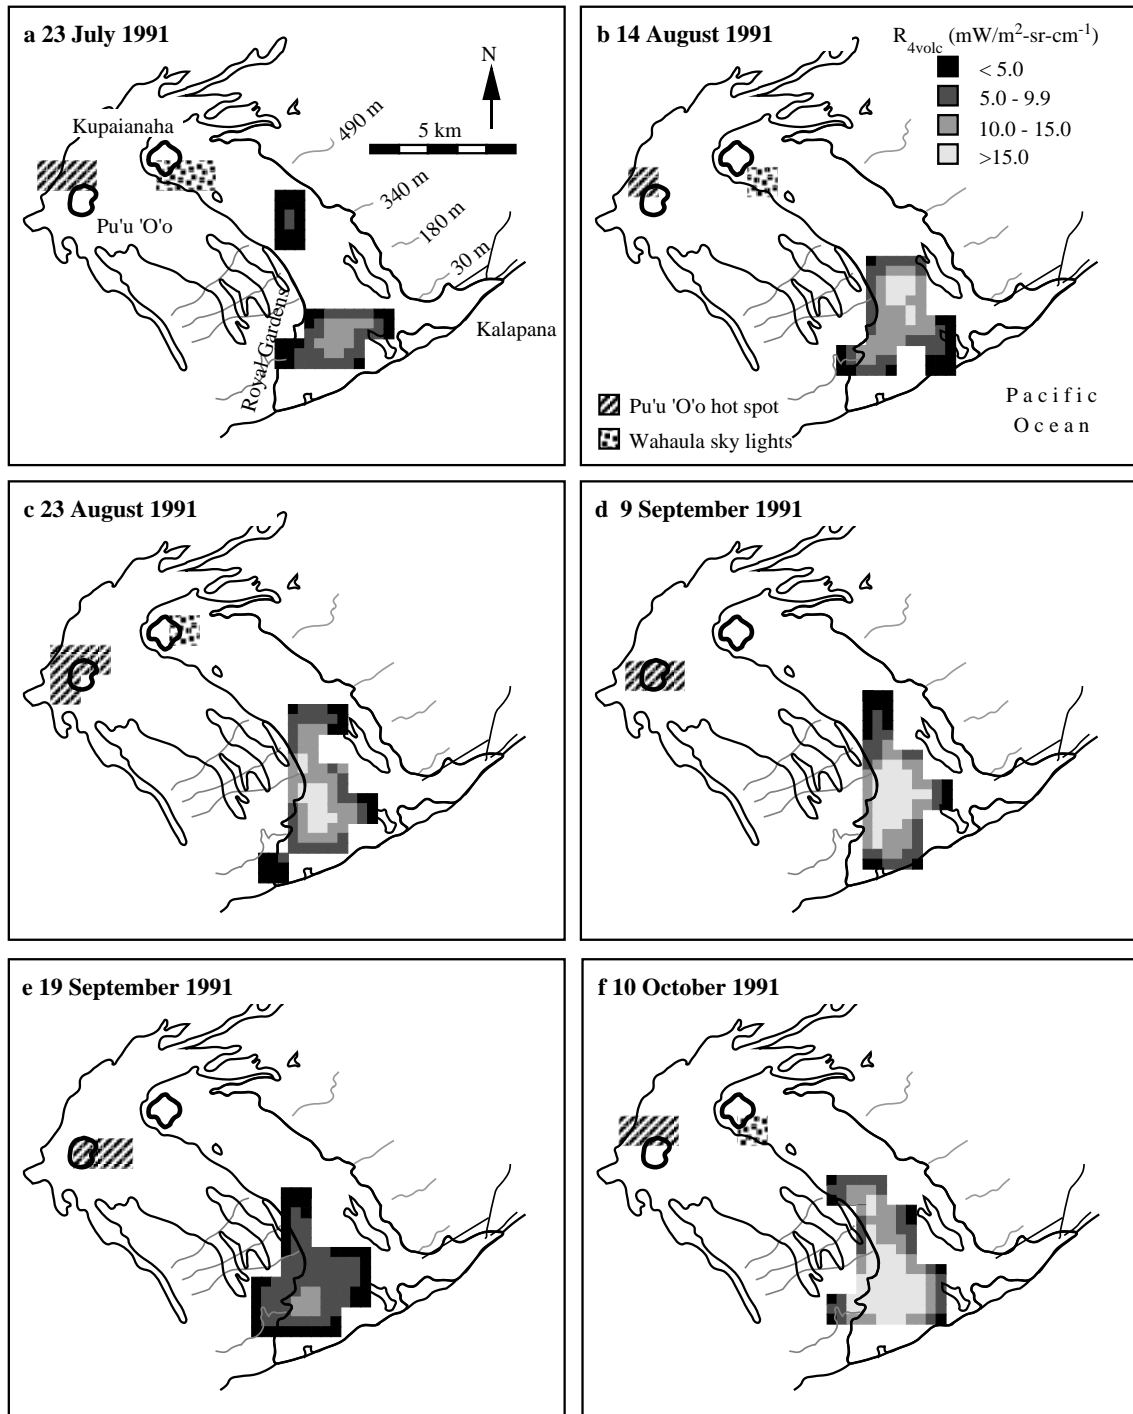 a 23 July 1991
N
5 km
490 m
Kupaianaha
340 m
180 m
Pu'u 'O'o
30 m
Royal Gardens
Kalapana
b 14 August 1991
R4volc (mW/m²-sr-cm⁻¹)
< 5.0
5.0 - 9.9
10.0 - 15.0
>15.0
Pu'u 'O'o hot spot
Wahaula sky lights
Pacific
Ocean
c 23 August 1991
d 9 September 1991
e 19 September 1991
f 10 October 1991